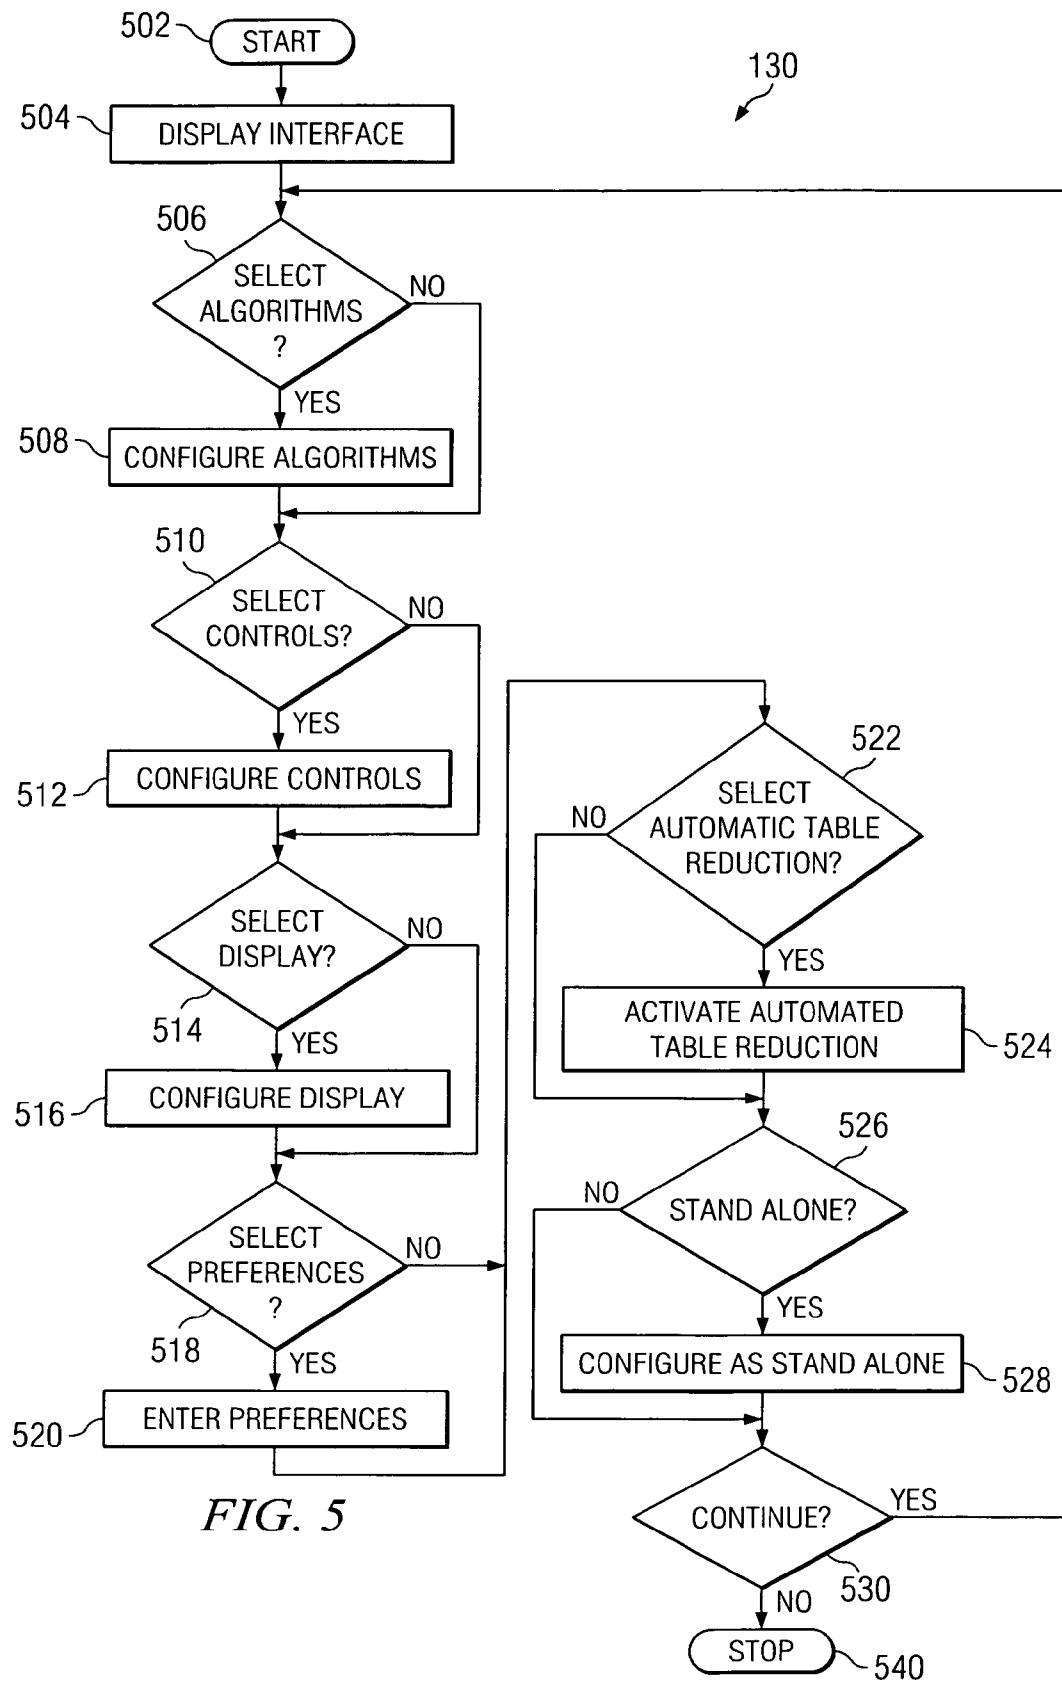 502
START
130
504
DISPLAY INTERFACE
506
SELECT
ALGORITHMS
?
NO
YES
508
CONFIGURE ALGORITHMS
510
SELECT
CONTROLS?
NO
YES
512
CONFIGURE CONTROLS
514
SELECT
DISPLAY?
NO
YES
516
CONFIGURE DISPLAY
518
SELECT
PREFERENCES
?
NO
YES
520
ENTER PREFERENCES
522
SELECT
AUTOMATIC TABLE
REDUCTION?
NO
YES
ACTIVATE AUTOMATED
TABLE REDUCTION
524
526
STAND ALONE?
NO
YES
CONFIGURE AS STAND ALONE
528
CONTINUE?
YES
530
NO
STOP
540
FIG. 5